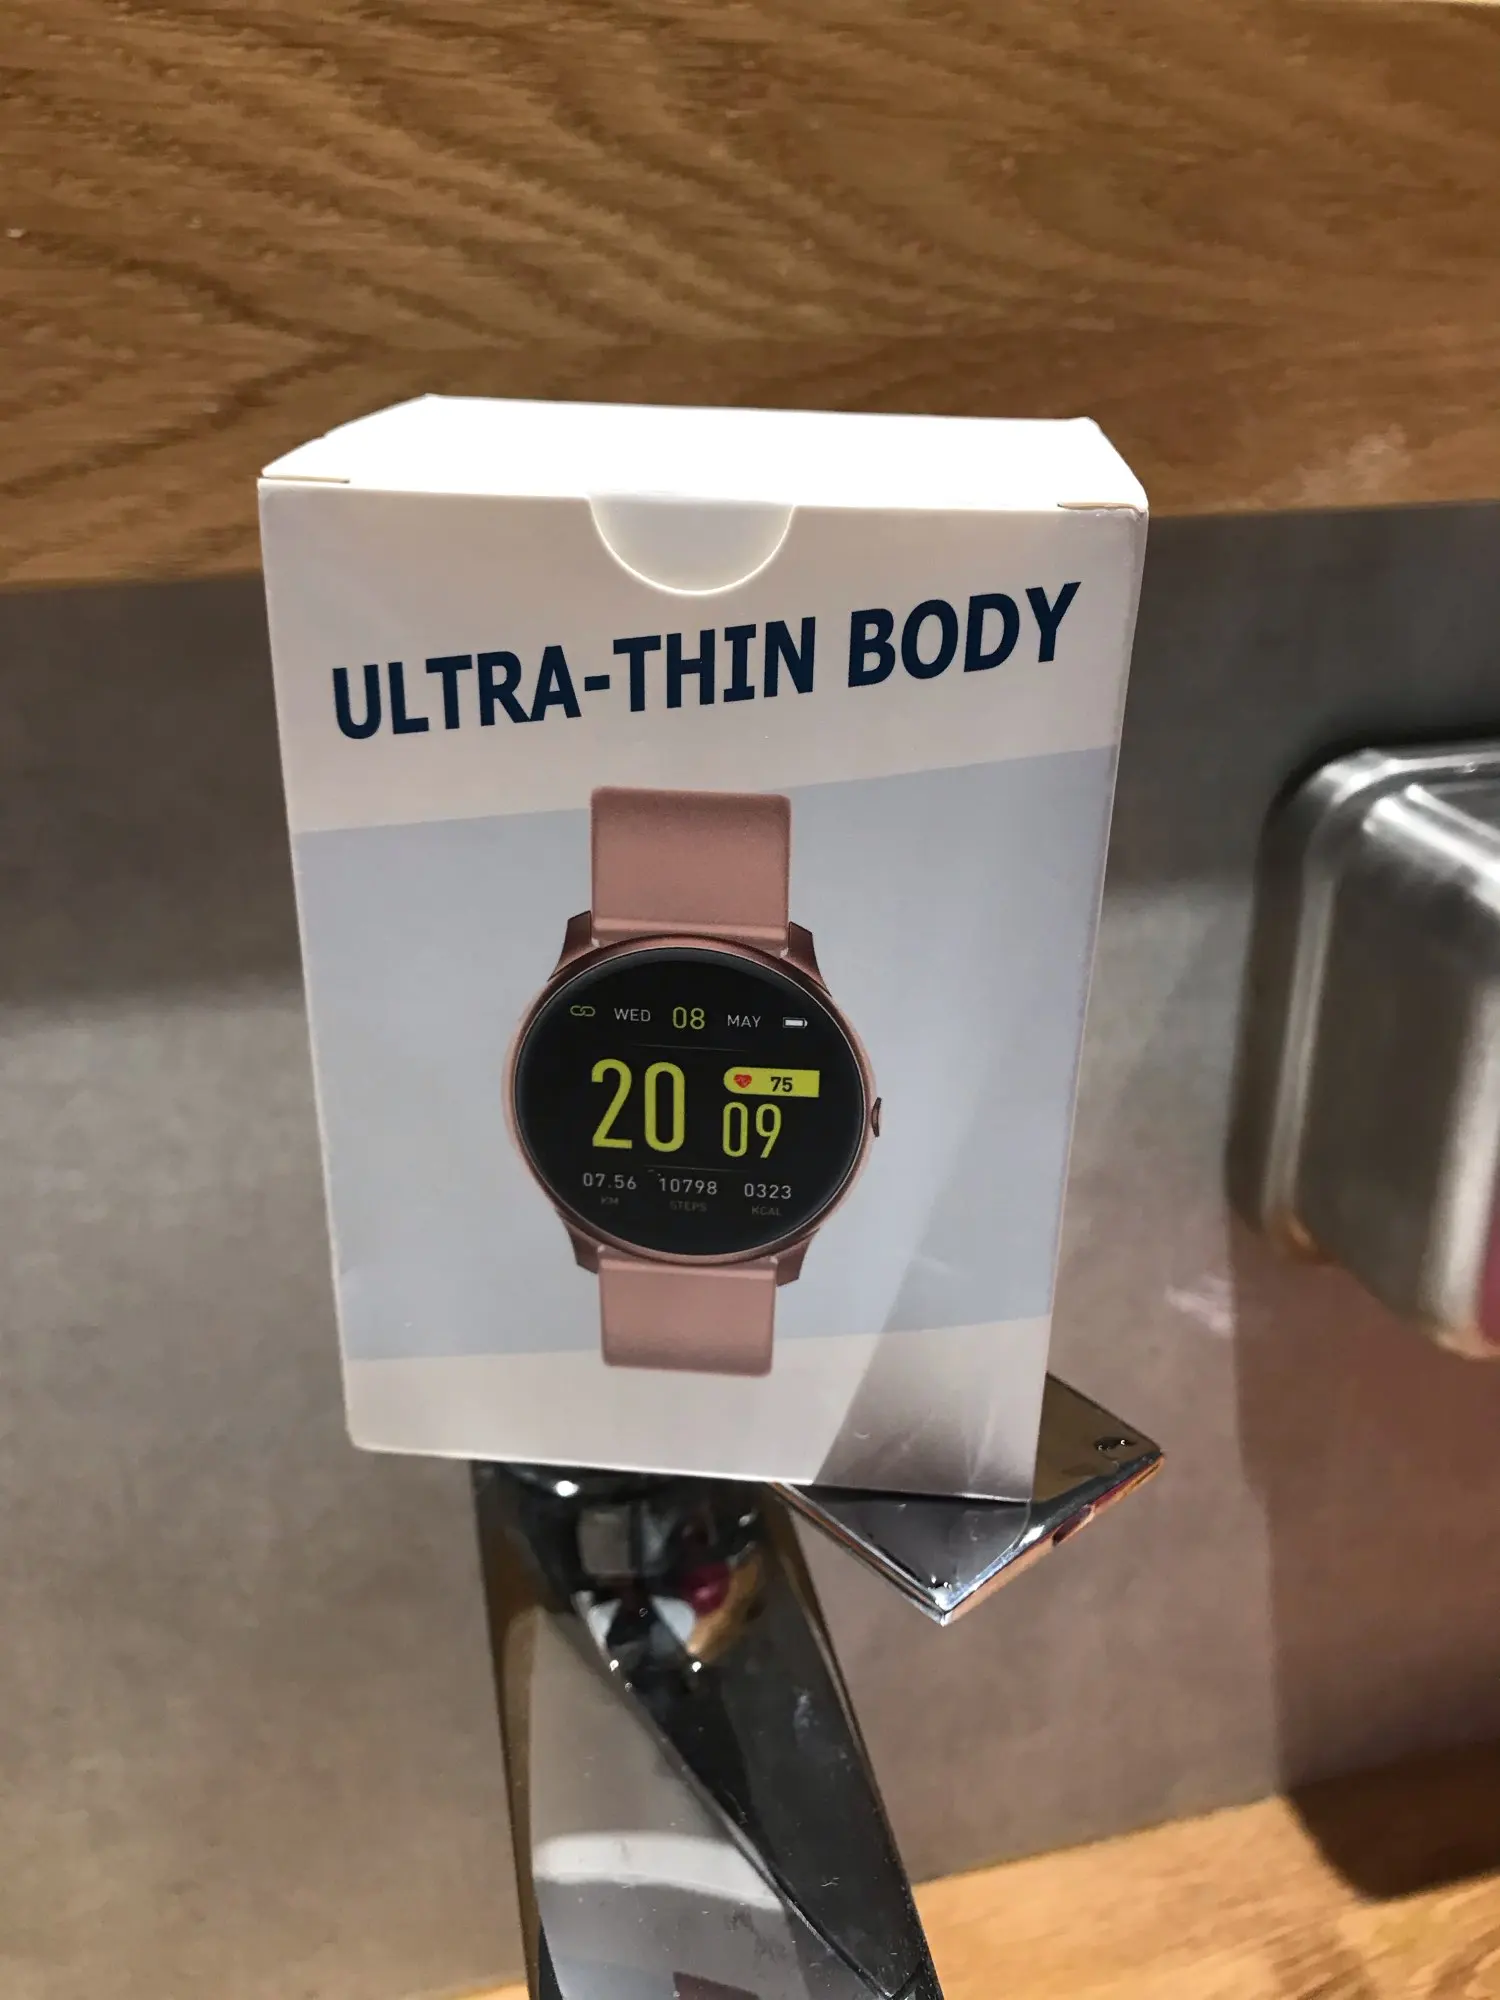 ULTRA-THIN BODY
WED 08 MAY
75
20 09
07.56 10798 0323
KM STEPS KCAL